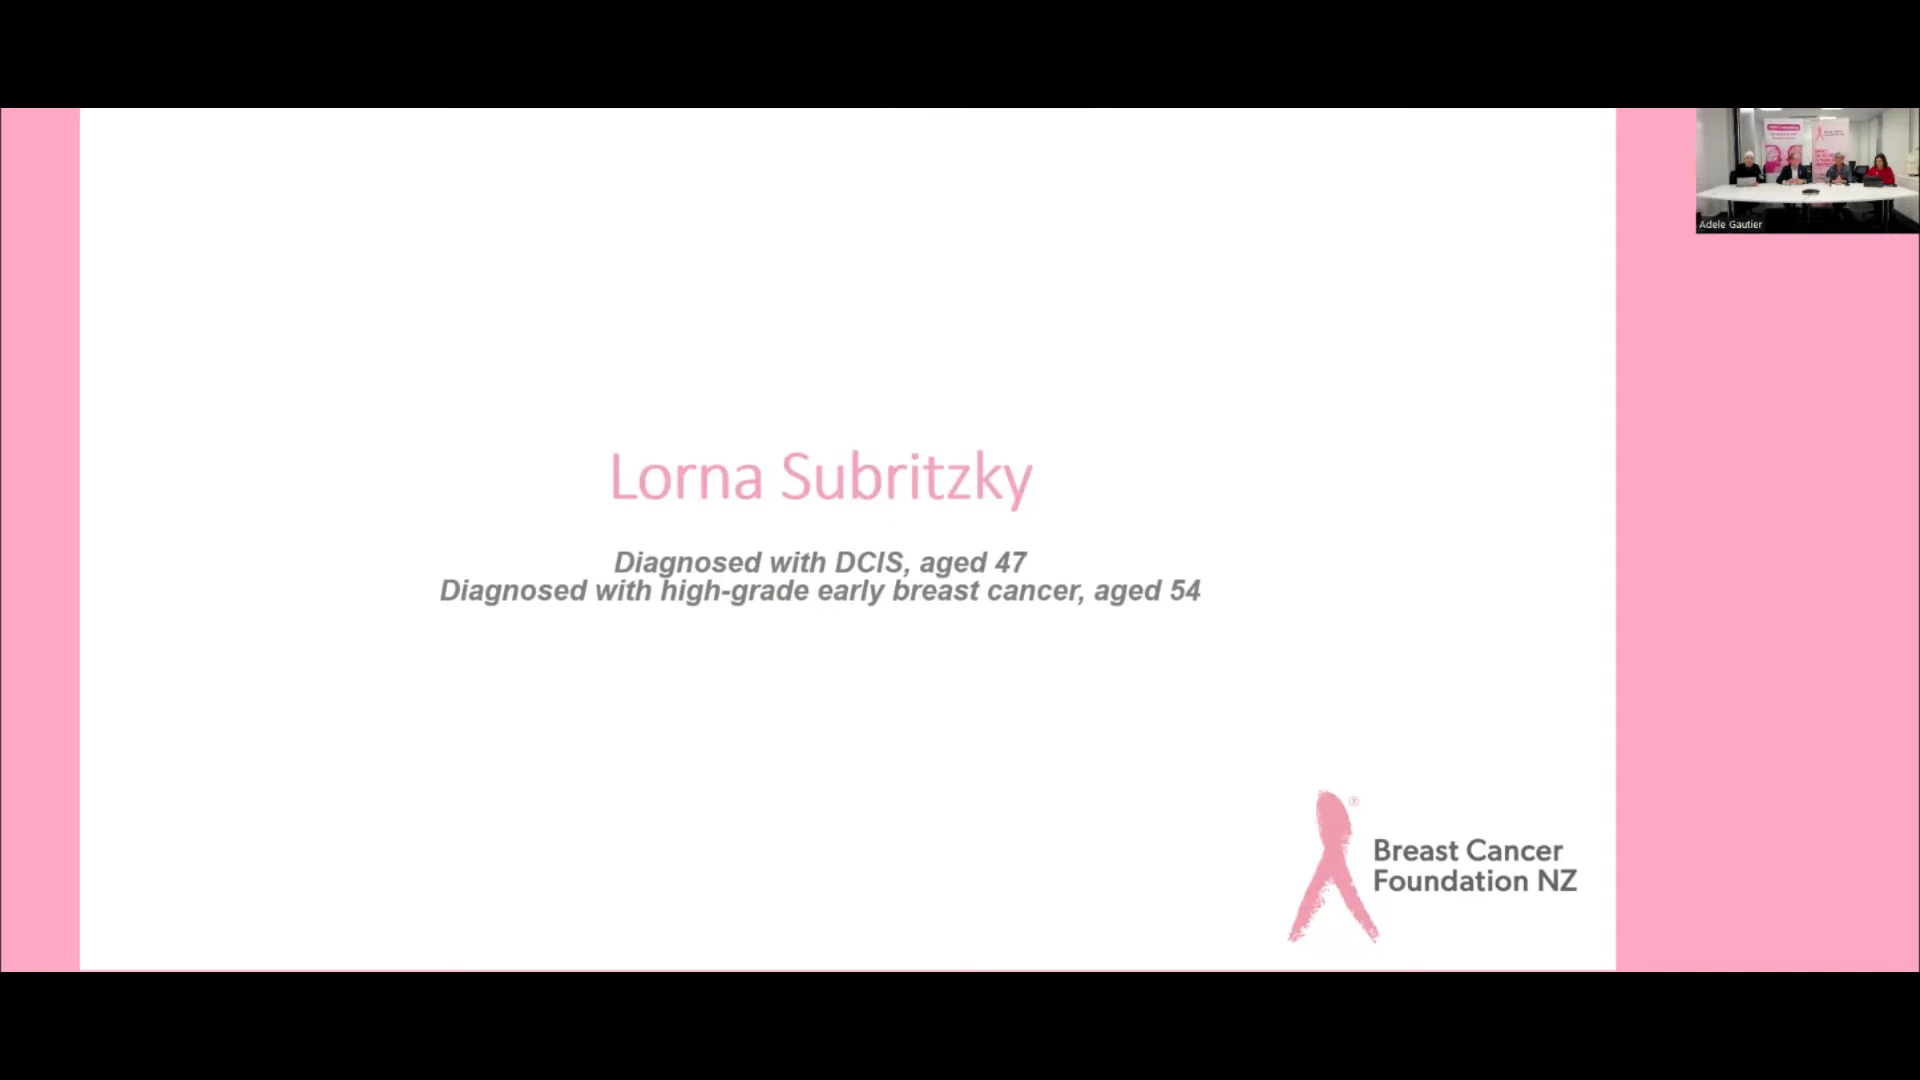 Lorna Subritzky
Diagnosed with DCIS, aged 47
Diagnosed with high-grade early breast cancer, aged 54
®
Breast Cancer
Foundation NZ
Adele Gautier